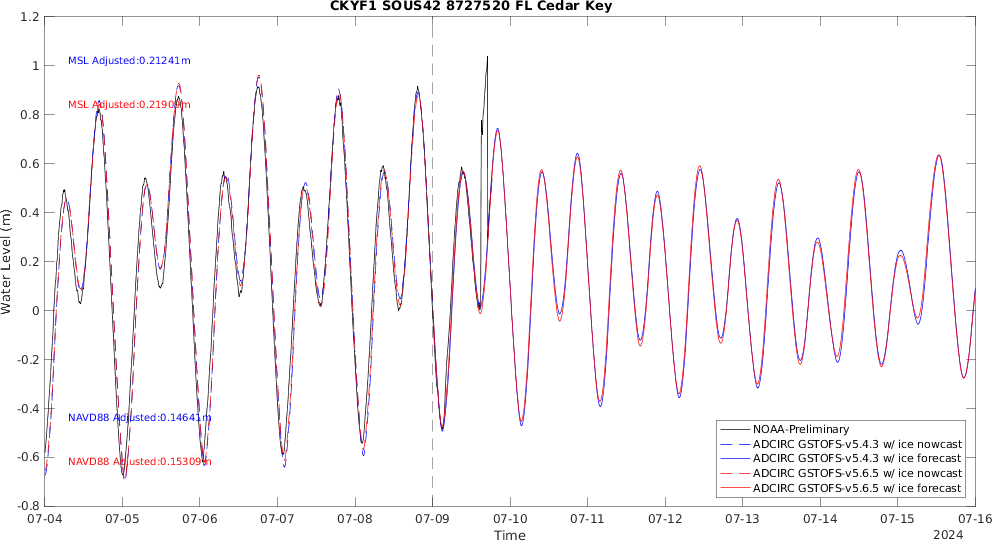 CKYF1 SOUS42 8727520 FL Cedar Key
1.2
1
0.8
0.6
0.4
0.2
0
-0.2
-0.4
-0.6
-0.8
Water Level (m)
MSL Adjusted:0.21241m
MSL Adjusted:0.21909m
NAVD88 Adjusted:0.14641m
NAVD88 Adjusted:0.15309m
NOAA-Preliminary
ADCIRC GSTOFS-v5.4.3 w/ ice nowcast
ADCIRC GSTOFS-v5.4.3 w/ ice forecast
ADCIRC GSTOFS-v5.6.5 w/ ice nowcast
ADCIRC GSTOFS-v5.6.5 w/ ice forecast
07-04 07-05 07-06 07-07 07-08 07-09 07-10 07-11 07-12 07-13 07-14 07-15 07-16
Time
2024